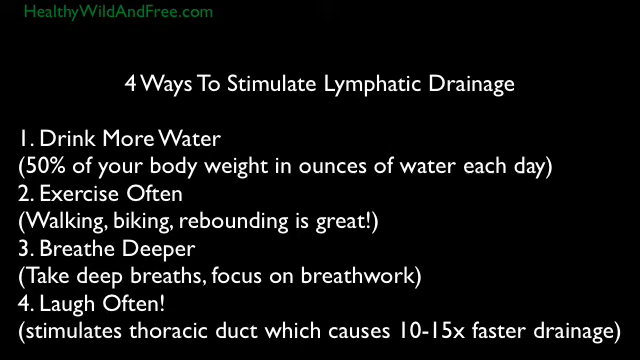 HealthyWildAndFree.com
4 Ways To Stimulate Lymphatic Drainage
1. Drink More Water
(50% of your body weight in ounces of water each day)
2. Exercise Often
(Walking, biking, rebounding is great!)
3. Breathe Deeper
(Take deep breaths, focus on breathwork)
4. Laugh Often!
(stimulates thoracic duct which causes 10-15x faster drainage)